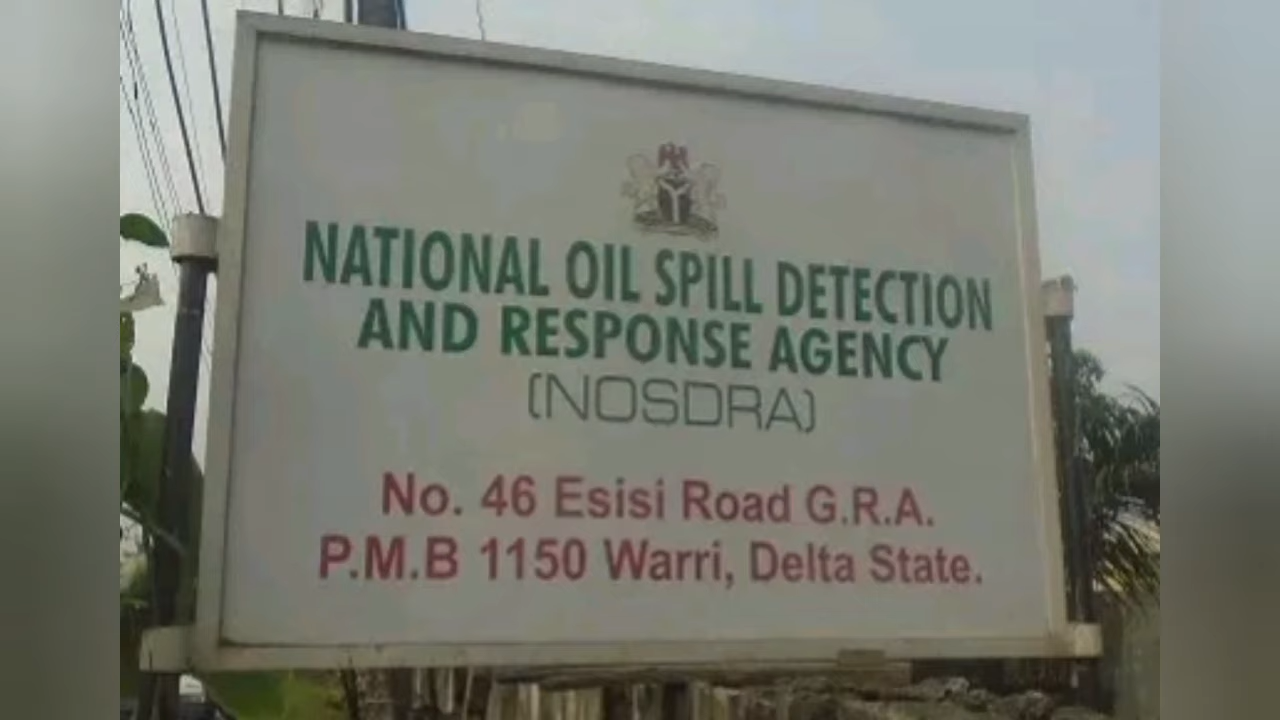 NATIONAL OIL SPILL DETECTION
AND RESPONSE AGENCY
(NOSDRA)
No. 46 Esisi Road G.R.A.
P.M.B 1150 Warri, Delta State.